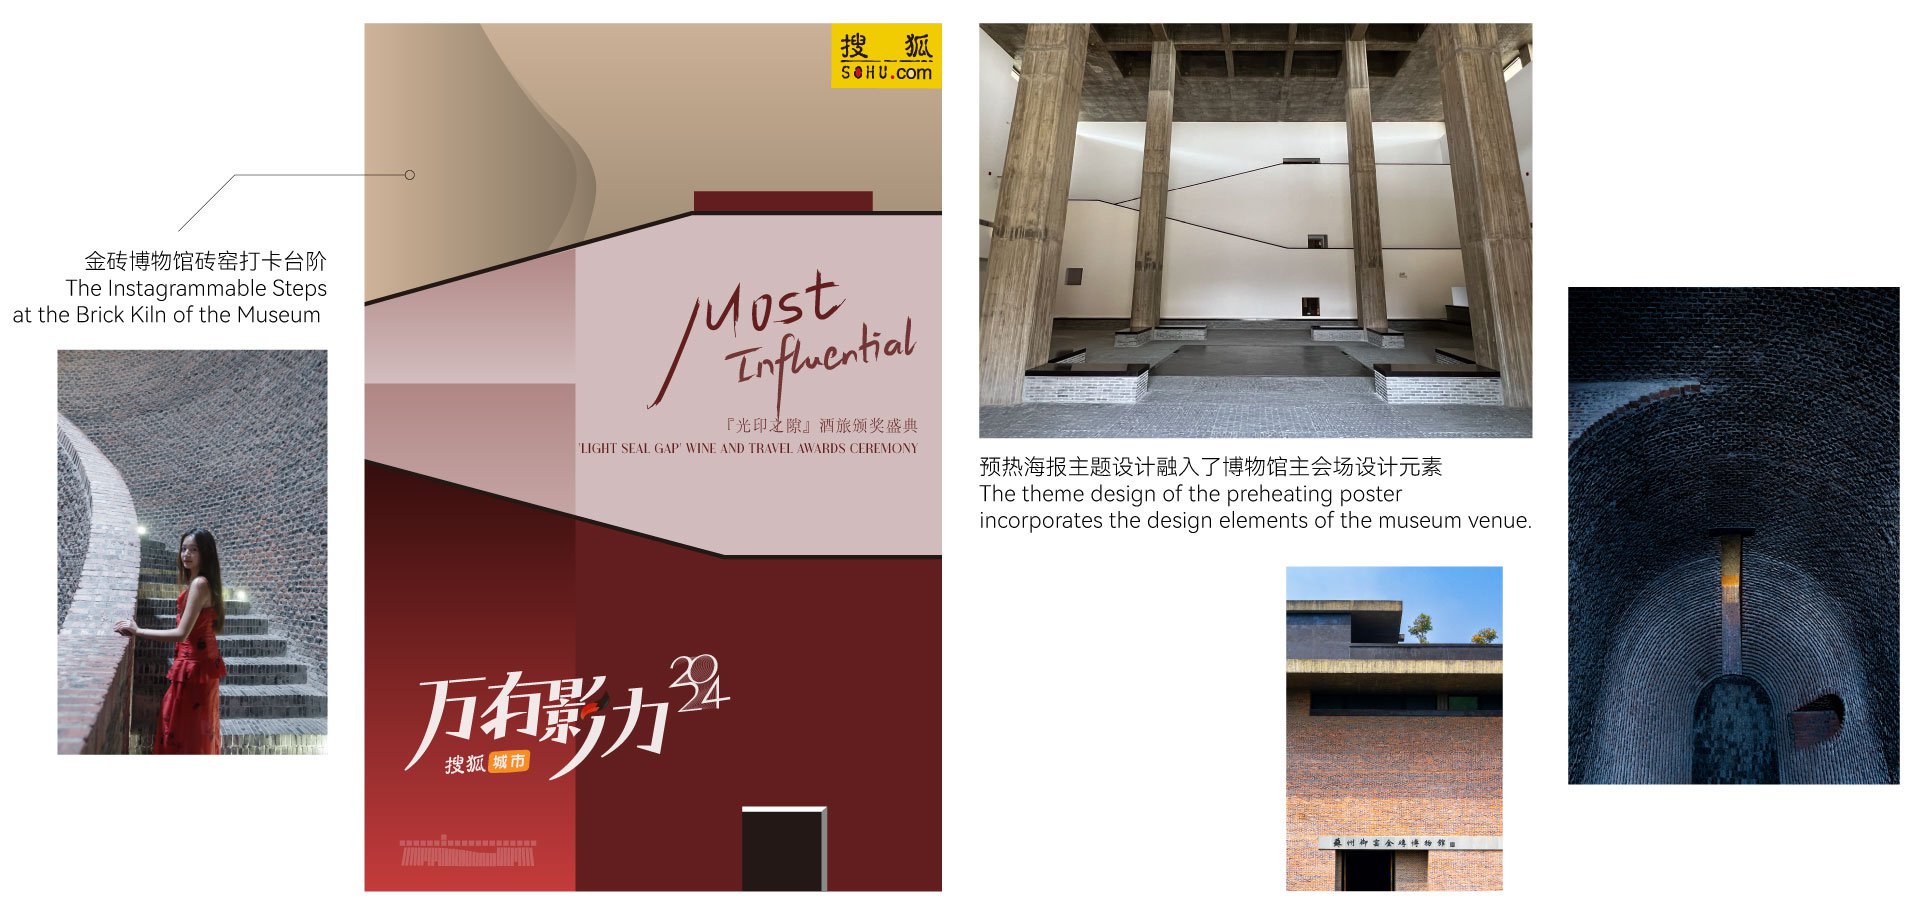 金砖博物馆砖窑打卡台阶
The Instagrammable Steps
at the Brick Kiln of the Museum
搜狐
SOHU.com
Most
Influential
『光印之隙』酒旅颁奖盛典
'LIGHT SEAL GAP' WINE AND TRAVEL AWARDS CEREMONY
万有影力
2024
搜狐 城市
预热海报主题设计融入了博物馆主会场设计元素
The theme design of the preheating poster
incorporates the design elements of the museum venue.
蘇州御窑金磚博物館